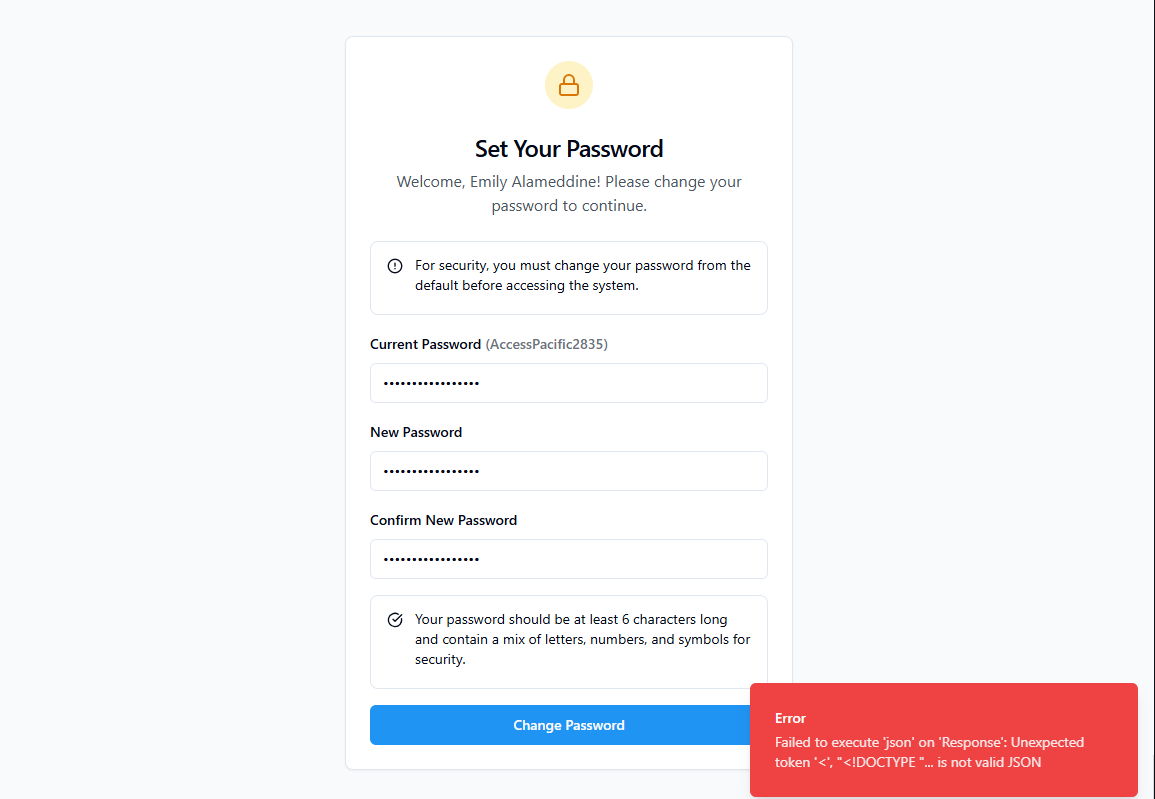 Set Your Password
Welcome, Emily Alameddine! Please change your
password to continue.
For security, you must change your password from the
default before accessing the system.
Current Password (AccessPacific2835)
•••••••••••••••••
New Password
•••••••••••••••••
Confirm New Password
•••••••••••••••••
Your password should be at least 6 characters long
and contain a mix of letters, numbers, and symbols for
security.
Change Password
Error
Failed to execute 'json' on 'Response': Unexpected
token '<', "<!DOCTYPE "... is not valid JSON